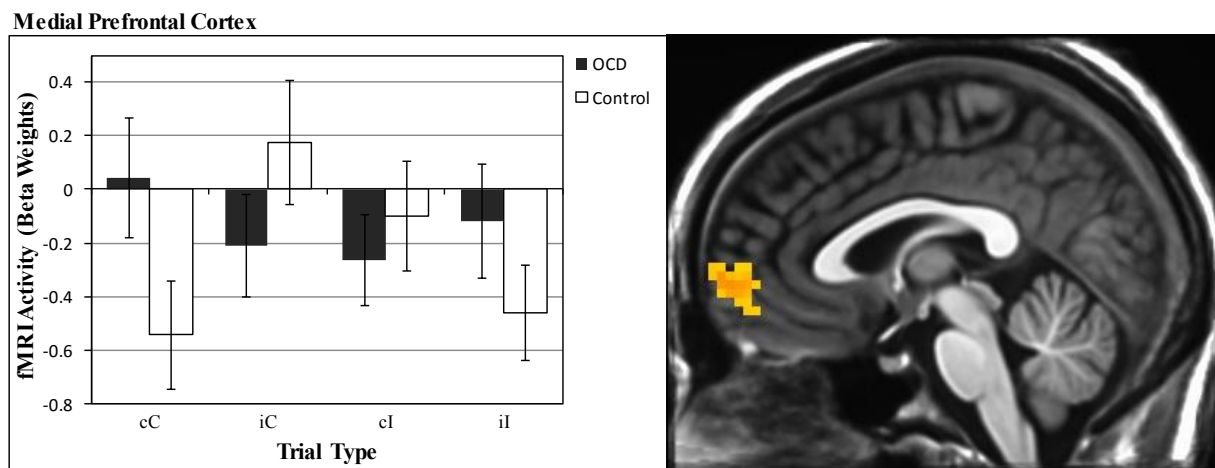 Medial Prefrontal Cortex
fMRI Activity (Beta Weights)
0.4
0.2
0
-0.2
-0.4
-0.6
-0.8
cC
iC
cI
iI
Trial Type
OCD
Control